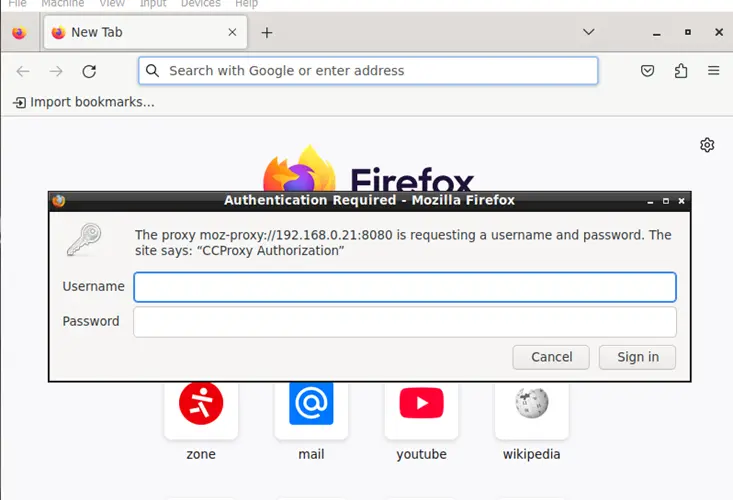 File Machine View Input Devices Help
New Tab
Search with Google or enter address
Import bookmarks...
Firefox
Authentication Required - Mozilla Firefox
The proxy moz-proxy://192.168.0.21:8080 is requesting a username and password. The
site says: “CCProxy Authorization”
Username
Password
Cancel Sign in
zone mail youtube wikipedia